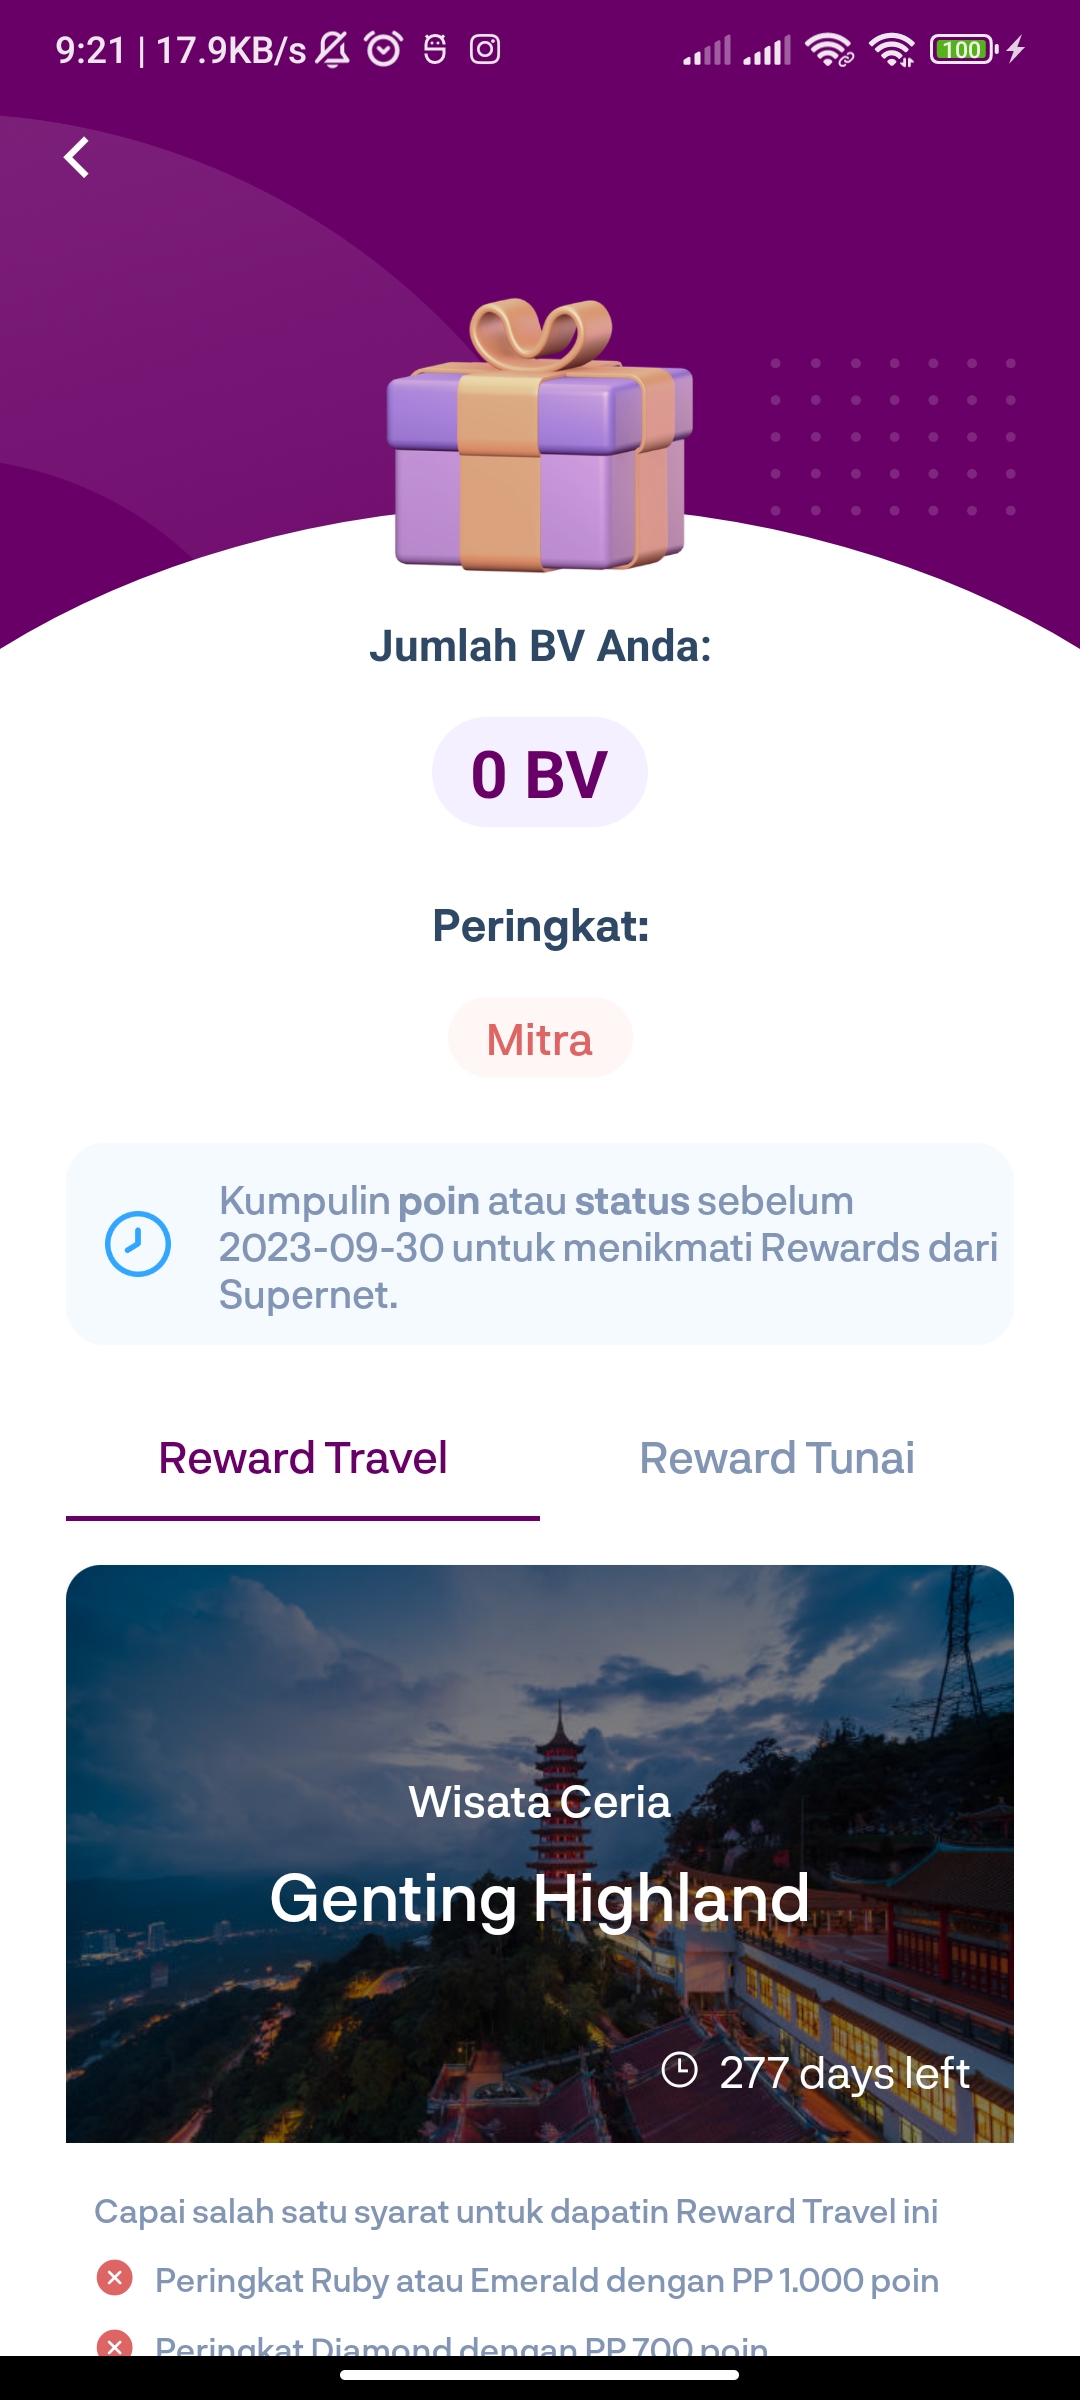 9:21 | 17.9KB/s
100
Jumlah BV Anda:
0 BV
Peringkat:
Mitra
Kumpulin poin atau status sebelum
2023-09-30 untuk menikmati Rewards dari
Supernet.
Reward Travel
Reward Tunai
Wisata Ceria
Genting Highland
277 days left
Capai salah satu syarat untuk dapatin Reward Travel ini
Peringkat Ruby atau Emerald dengan PP 1.000 poin
Peringkat Diamond dengan PP 700 poin